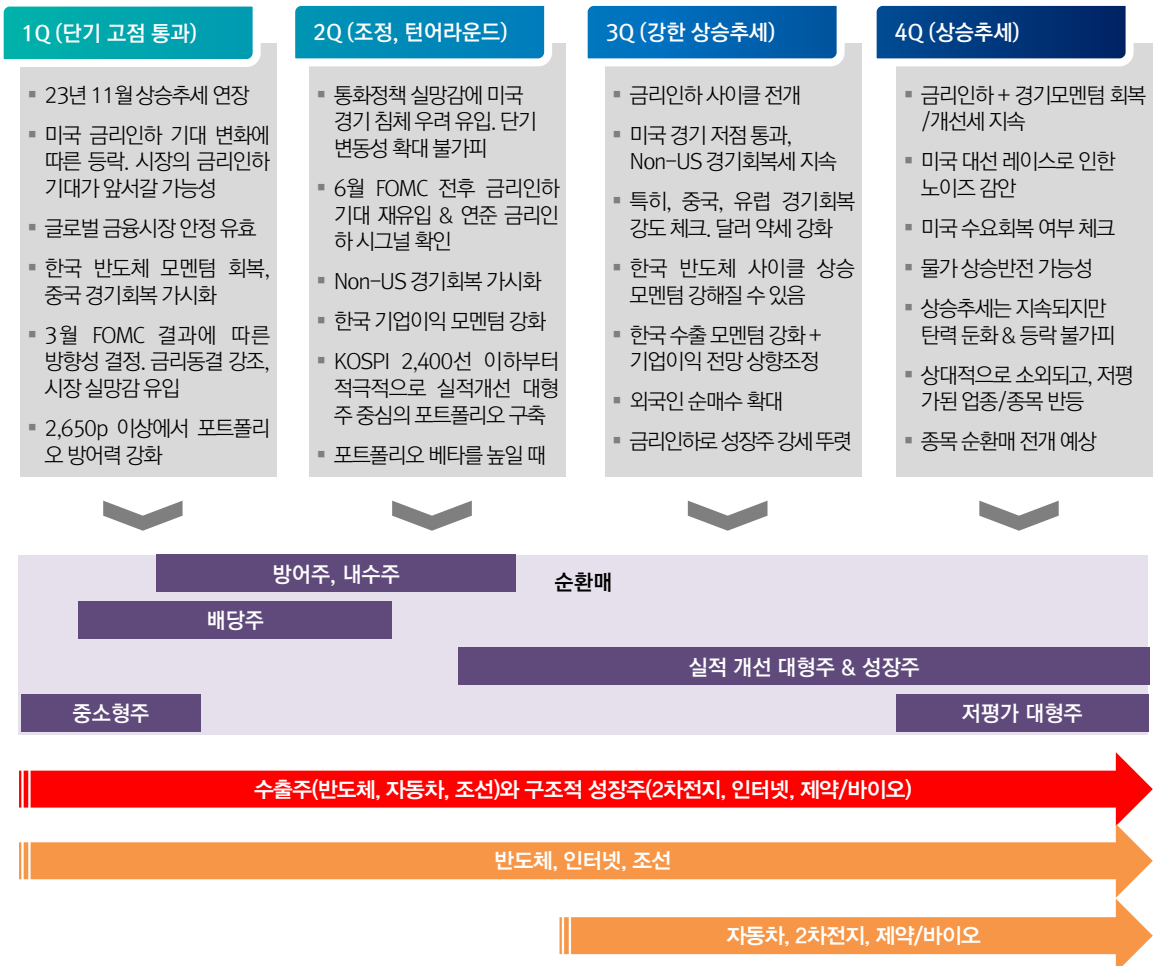 1Q (단기 고점 통과)
▪ 23년 11월 상승추세 연장
▪ 미국 금리인하 기대 변화에
따른 등락. 시장의 금리인하
기대가 앞서갈 가능성
▪ 글로벌 금융시장 안정 유효
▪ 한국 반도체 모멘텀 회복,
중국 경기회복 가시화
▪ 3월 FOMC 결과에 따른
방향성 결정. 금리동결 강조,
시장 실망감 유입
▪ 2,650p 이상에서 포트폴리
오 방어력 강화
2Q (조정, 턴어라운드)
▪ 통화정책 실망감에 미국
경기 침체 우려 유입. 단기
변동성 확대 불가피
▪ 6월 FOMC 전후 금리인하
기대 재유입 & 연준 금리인
하 시그널 확인
▪ Non-US 경기회복 가시화
▪ 한국 기업이익 모멘텀 강화
▪ KOSPI 2,400선 이하부터
적극적으로 실적개선 대형
주 중심의 포트폴리오 구축
▪ 포트폴리오 베타를 높일 때
3Q (강한 상승추세)
▪ 금리인하 사이클 전개
▪ 미국 경기 저점 통과,
Non-US 경기회복세 지속
▪ 특히, 중국, 유럽 경기회복
강도 체크. 달러 약세 강화
▪ 한국 반도체 사이클 상승
모멘텀 강해질 수 있음
▪ 한국 수출 모멘텀 강화 +
기업이익 전망 상향조정
▪ 외국인 순매수 확대
▪ 금리인하로 성장주 강세 뚜렷
4Q (상승추세)
▪ 금리인하 + 경기모멘텀 회복
/개선세 지속
▪ 미국 대선 레이스로 인한
노이즈 감안
▪ 미국 수요회복 여부 체크
▪ 물가 상승반전 가능성
▪ 상승추세는 지속되지만
탄력 둔화 & 등락 불가피
▪ 상대적으로 소외되고, 저평
가된 업종/종목 반등
▪ 종목 순환매 전개 예상
방어주, 내수주
순환매
배당주
실적 개선 대형주 & 성장주
중소형주
저평가 대형주
수출주(반도체, 자동차, 조선)와 구조적 성장주(2차전지, 인터넷, 제약/바이오)
반도체, 인터넷, 조선
자동차, 2차전지, 제약/바이오